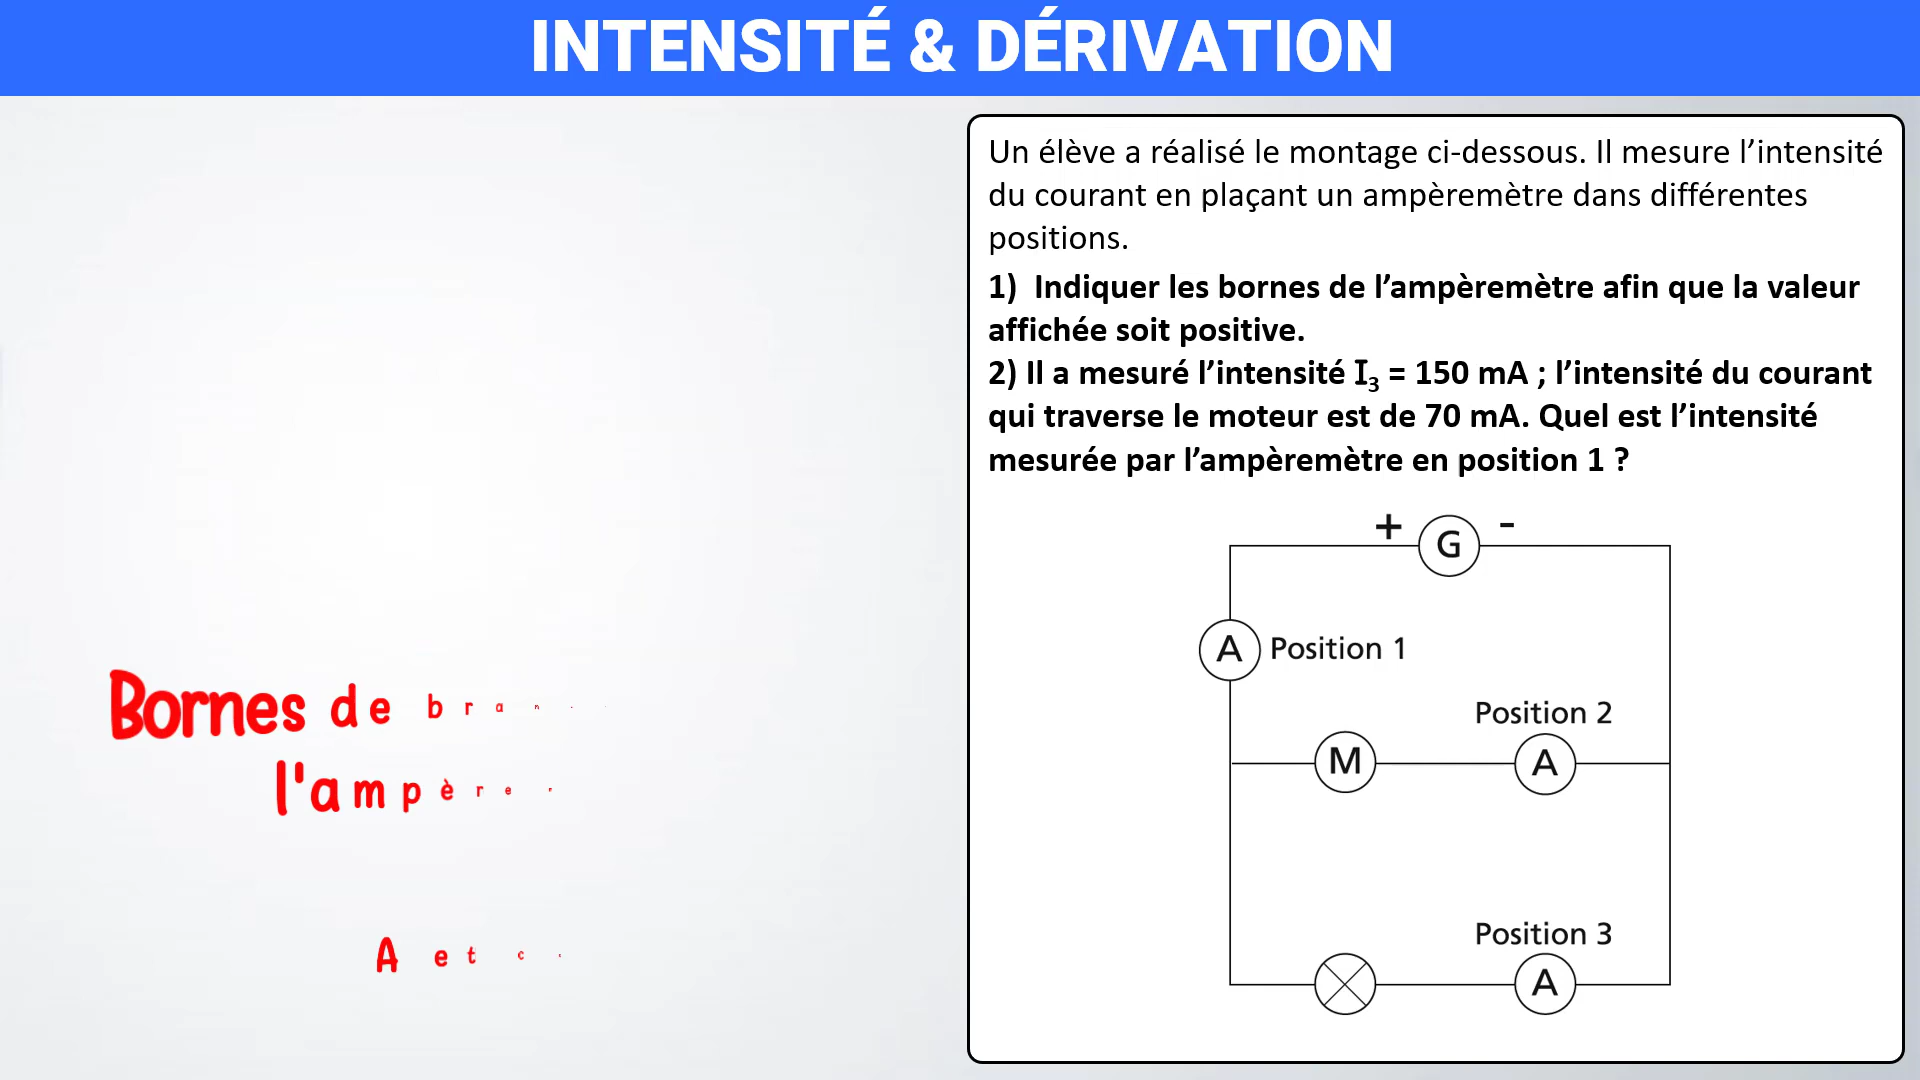 INTENSITÉ & DÉRIVATION
Un élève a réalisé le montage ci-dessous. Il mesure l’intensité
du courant en plaçant un ampèremètre dans différentes
positions.
1) Indiquer les bornes de l’ampèremètre afin que la valeur
affichée soit positive.
2) Il a mesuré l’intensité I₃ = 150 mA ; l’intensité du courant
qui traverse le moteur est de 70 mA. Quel est l’intensité
mesurée par l’ampèremètre en position 1 ?
+ G -
A Position 1
Position 2
M A
Position 3
A
Bornes de
A et